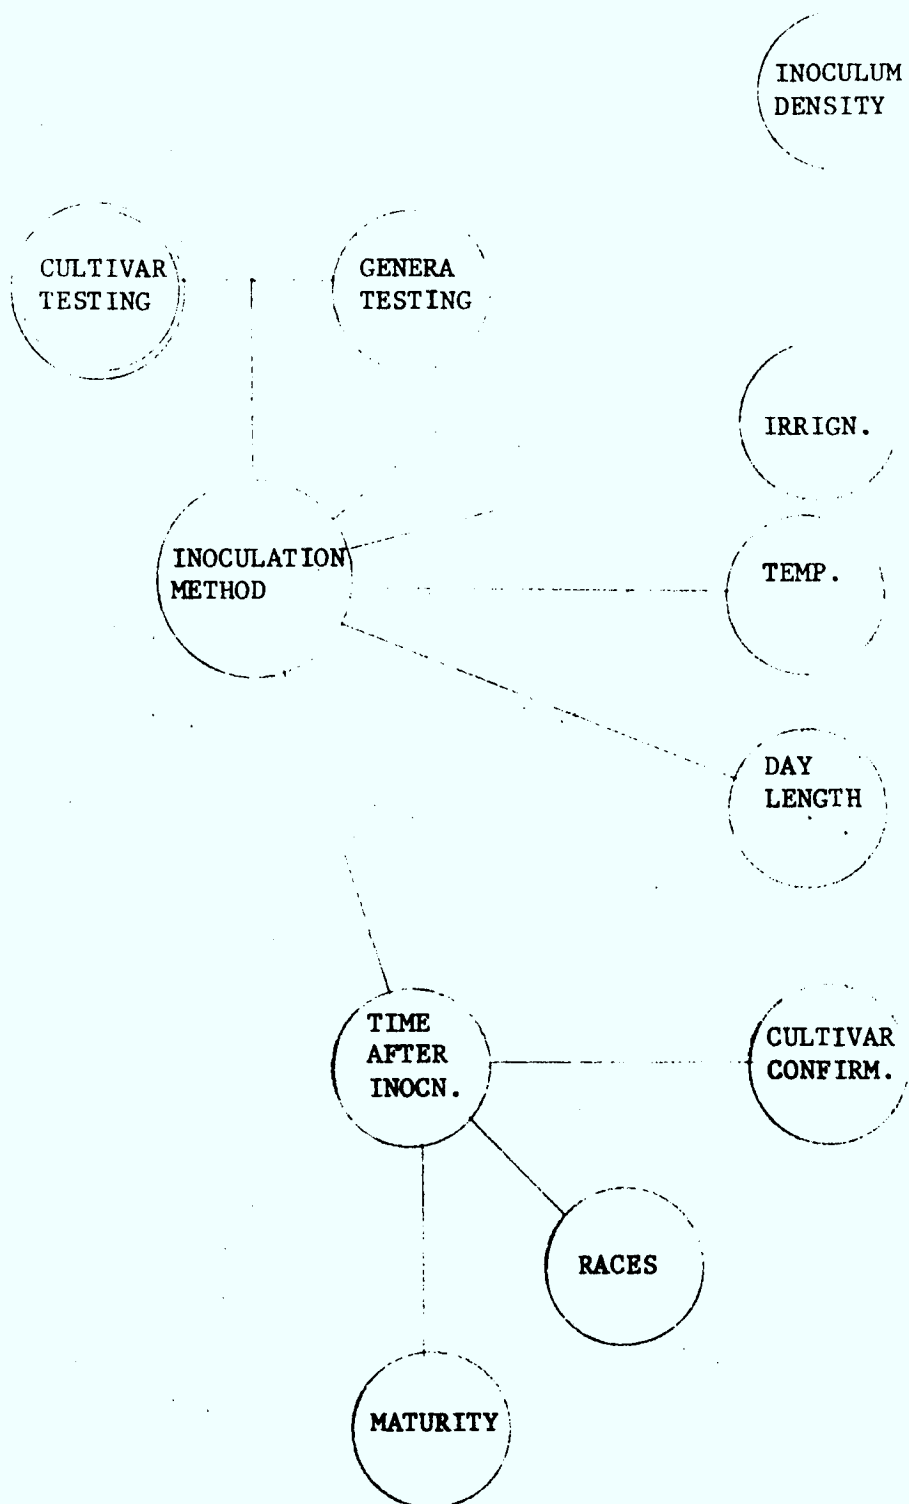 INOCULUM
DENSITY
CULTIVAR
TESTING
GENERA
TESTING
IRRIGN.
INOCULATION
METHOD
TEMP.
DAY
LENGTH
TIME
AFTER
INOCN.
CULTIVAR
CONFIRM.
RACES
MATURITY